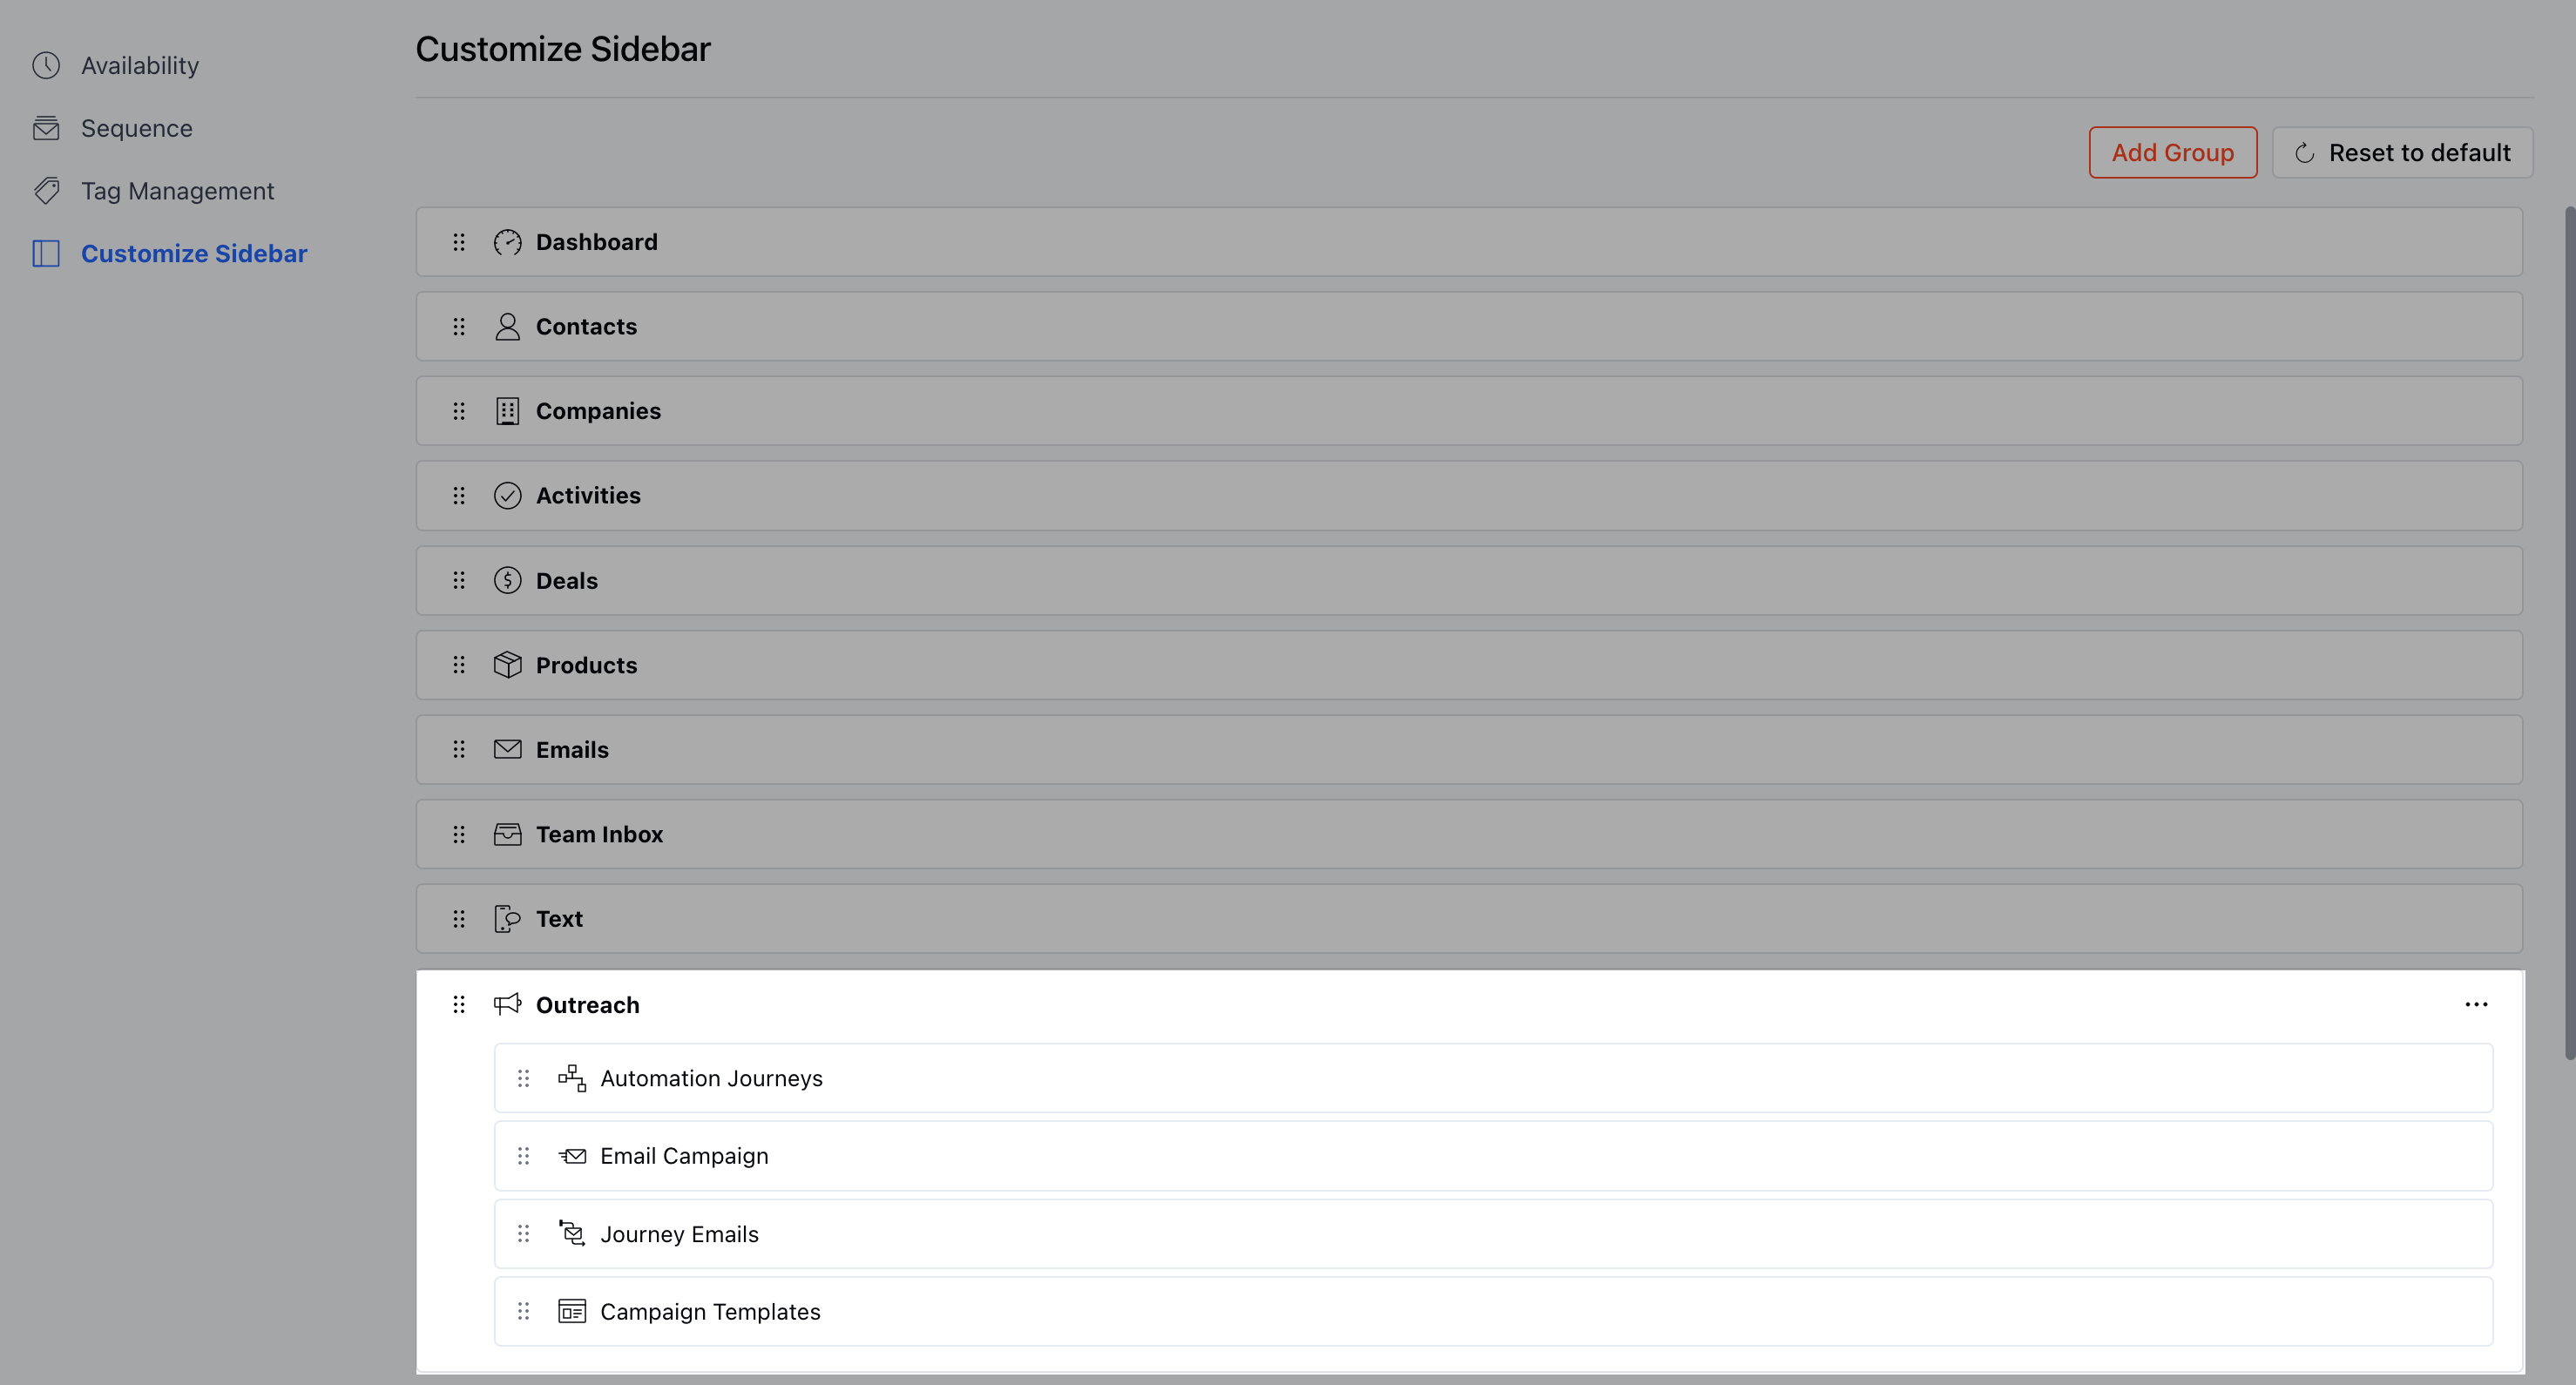 Availability
Sequence
Tag Management
Customize Sidebar
Customize Sidebar
Add Group
Reset to default
Dashboard
Contacts
Companies
Activities
Deals
Products
Emails
Team Inbox
Text
Outreach
Automation Journeys
Email Campaign
Journey Emails
Campaign Templates